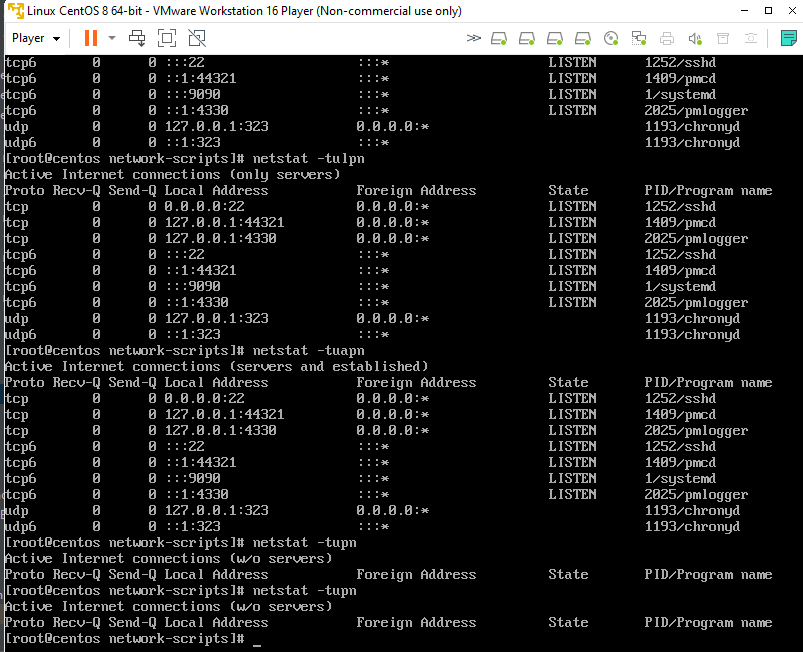 Linux CentOS 8 64-bit - VMware Workstation 16 Player (Non-commercial use only)
Player
tcp6 0 0 :::22 :::* LISTEN 1252/sshd
tcp6 0 0 ::1:44321 :::* LISTEN 1409/pmcd
tcp6 0 0 :::9090 :::* LISTEN 1/systemd
tcp6 0 0 ::1:4330 :::* LISTEN 2025/pmlogger
udp 0 0 127.0.0.1:323 0.0.0.0:* 1193/chronyd
udp6 0 0 ::1:323 :::* 1193/chronyd
[root@centos network-scripts]# netstat -tulpn
Active Internet connections (only servers)
Proto Recv-Q Send-Q Local Address Foreign Address State PID/Program name
tcp 0 0 0.0.0.0:22 0.0.0.0:* LISTEN 1252/sshd
tcp 0 0 127.0.0.1:44321 0.0.0.0:* LISTEN 1409/pmcd
tcp 0 0 127.0.0.1:4330 0.0.0.0:* LISTEN 2025/pmlogger
tcp6 0 0 :::22 :::* LISTEN 1252/sshd
tcp6 0 0 ::1:44321 :::* LISTEN 1409/pmcd
tcp6 0 0 :::9090 :::* LISTEN 1/systemd
tcp6 0 0 ::1:4330 :::* LISTEN 2025/pmlogger
udp 0 0 127.0.0.1:323 0.0.0.0:* 1193/chronyd
udp6 0 0 ::1:323 :::* 1193/chronyd
[root@centos network-scripts]# netstat -tuapn
Active Internet connections (servers and established)
Proto Recv-Q Send-Q Local Address Foreign Address State PID/Program name
tcp 0 0 0.0.0.0:22 0.0.0.0:* LISTEN 1252/sshd
tcp 0 0 127.0.0.1:44321 0.0.0.0:* LISTEN 1409/pmcd
tcp 0 0 127.0.0.1:4330 0.0.0.0:* LISTEN 2025/pmlogger
tcp6 0 0 :::22 :::* LISTEN 1252/sshd
tcp6 0 0 ::1:44321 :::* LISTEN 1409/pmcd
tcp6 0 0 :::9090 :::* LISTEN 1/systemd
tcp6 0 0 ::1:4330 :::* LISTEN 2025/pmlogger
udp 0 0 127.0.0.1:323 0.0.0.0:* 1193/chronyd
udp6 0 0 ::1:323 :::* 1193/chronyd
[root@centos network-scripts]# netstat -tupn
Active Internet connections (w/o servers)
Proto Recv-Q Send-Q Local Address Foreign Address State PID/Program name
[root@centos network-scripts]# netstat -tupn
Active Internet connections (w/o servers)
Proto Recv-Q Send-Q Local Address Foreign Address State PID/Program name
[root@centos network-scripts]# _